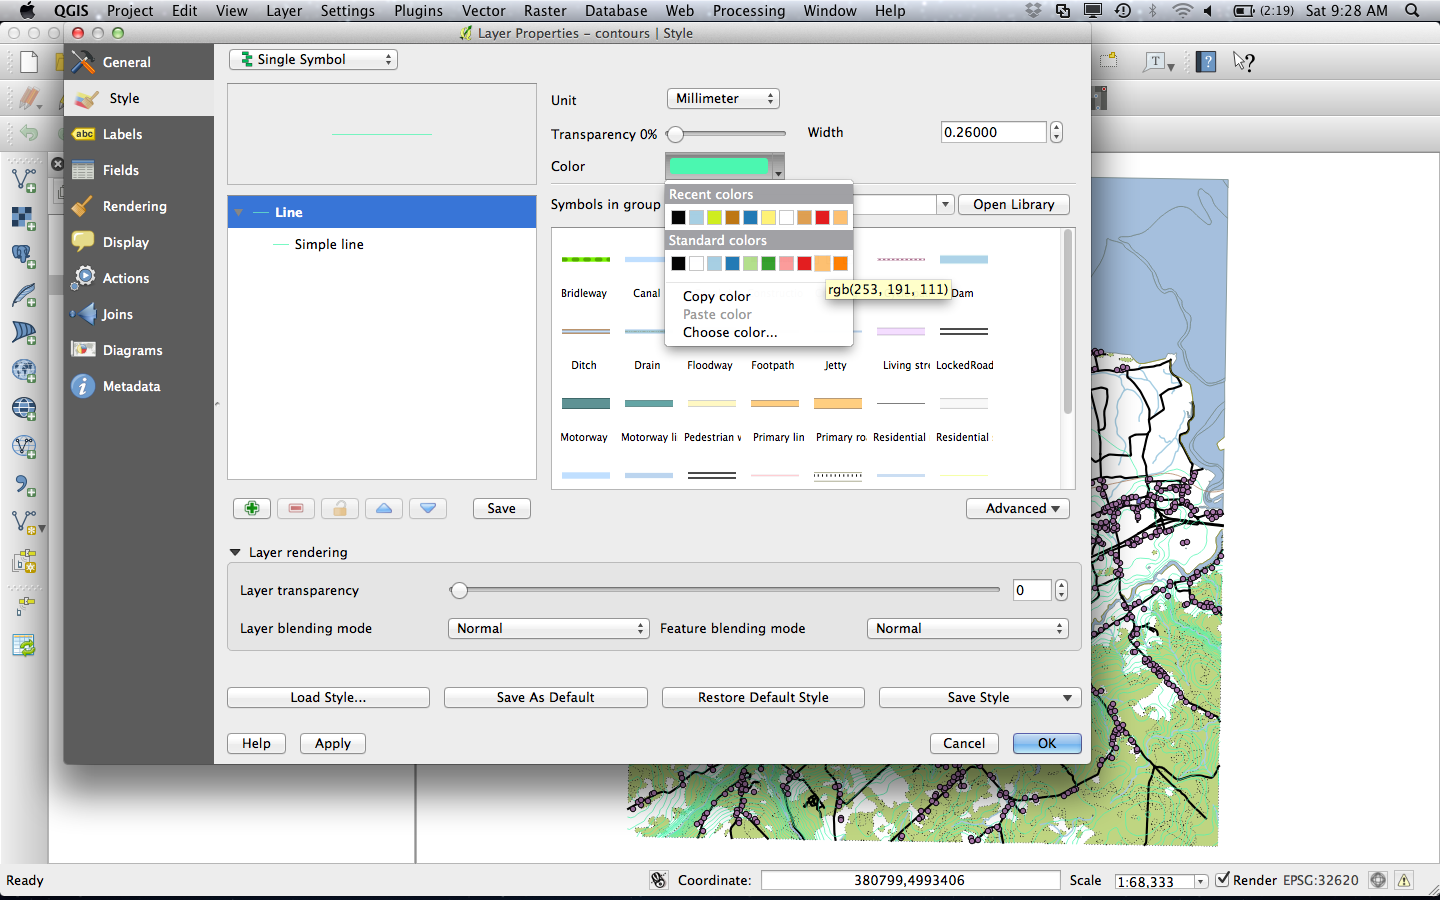 QGIS Project Edit View Layer Settings Plugins Vector Raster Database Web Processing Window Help (2:19) Sat 9:28 AM
Layer Properties - contours | Style
General
Style
abc Labels
Fields
Rendering
Display
Actions
Joins
Diagrams
i Metadata
Single Symbol
Line
Simple line
Save
Unit Millimeter
Transparency 0% Width 0.26000
Color
Recent colors
Standard colors
Copy color
Paste color
Choose color...
rgb(253, 191, 111)
Symbols in group Open Library
Bridleway Canal Dam
Ditch Drain Floodway Footpath Jetty Living stre LockedRoad
Motorway Motorway li Pedestrian w Primary lin Primary ro Residential Residential
Advanced
Layer rendering
Layer transparency 0
Layer blending mode Normal Feature blending mode Normal
Load Style... Save As Default Restore Default Style Save Style
Help Apply Cancel OK
T ? ?
Ready Coordinate: 380799,4993406 Scale 1:68,333 Render EPSG:32620